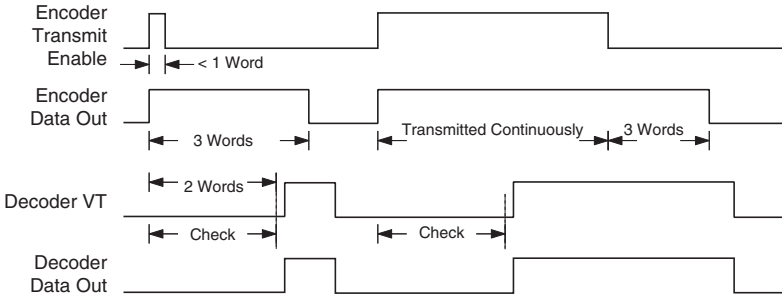 Encoder
Transmit
Enable
< 1 Word
Encoder
Data Out
3 Words
Transmitted Continuously
3 Words
Decoder VT
2 Words
Check
Check
Decoder
Data Out